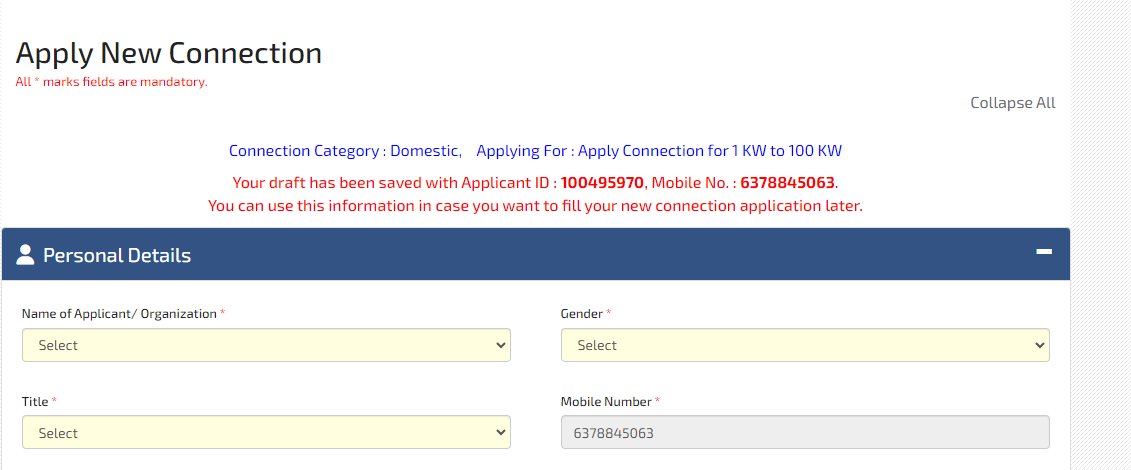 Apply New Connection
All * marks fields are mandatory.
Collapse All
Connection Category : Domestic, Applying For : Apply Connection for 1 KW to 100 KW
Your draft has been saved with Applicant ID : 100495970, Mobile No. : 6378845063.
You can use this information in case you want to fill your new connection application later.
Personal Details
Name of Applicant/ Organization * Gender *
Select Select
Title * Mobile Number *
Select 6378845063